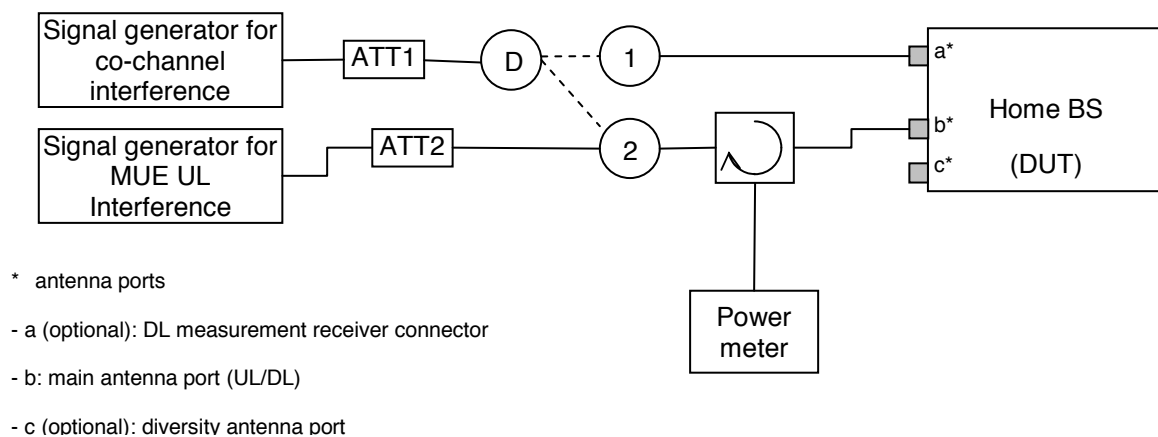 Signal generator for
co-channel
interference
ATT1
D
1
a*
Home BS
(DUT)
b*
c*
Signal generator for
MUE UL
Interference
ATT2
2
Power
meter
* antenna ports
- a (optional): DL measurement receiver connector
- b: main antenna port (UL/DL)
- c (optional): diversity antenna port